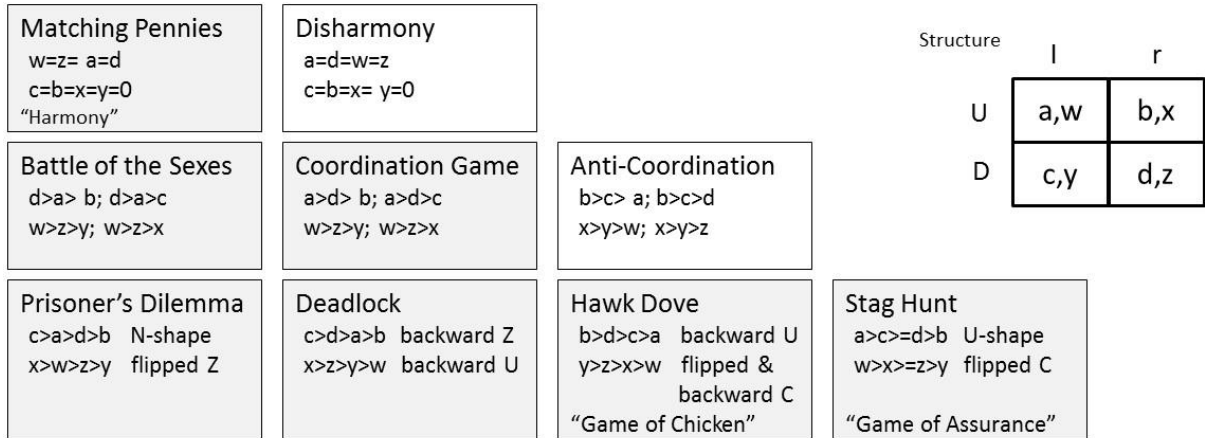 Matching Pennies
w=z= a=d
c=b=x=y=0
“Harmony”
Disharmony
a=d=w=z
c=b=x= y=0
Structure
l r
U a,w b,x
D c,y d,z
Battle of the Sexes
d>a> b; d>a>c
w>z>y; w>z>x
Coordination Game
a>d> b; a>d>c
w>z>y; w>z>x
Anti-Coordination
b>c> a; b>c>d
x>y>w; x>y>z
Prisoner’s Dilemma
c>a>d>b N-shape
x>w>z>y flipped Z
Deadlock
c>d>a>b backward Z
x>z>y>w backward U
Hawk Dove
b>d>c>a backward U
y>z>x>w flipped &
backward C
“Game of Chicken”
Stag Hunt
a>c>=d>b U-shape
w>x>=z>y flipped C
“Game of Assurance”